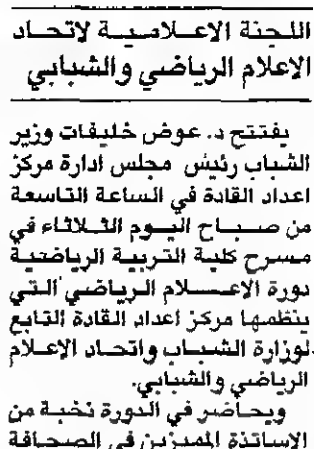 اللجنة الاعلامية لاتحاد
الاعلام الرياضي والشبابي
يفتتح د. عوض خليفات وزير
الشباب رئيس مجلس ادارة مركز
اعداد القادة في الساعة التاسعة
من صباح اليوم الثلاثاء في
مسرح كلية التربية الرياضية
دورة الاعلام الرياضي التي
ينظمها مركز اعداد القادة التابع
لوزارة الشباب واتحاد الاعلام
الرياضي والشبابي.
ويحاضر في الدورة نخبة من
الاساتذة المميزين في الصحافة